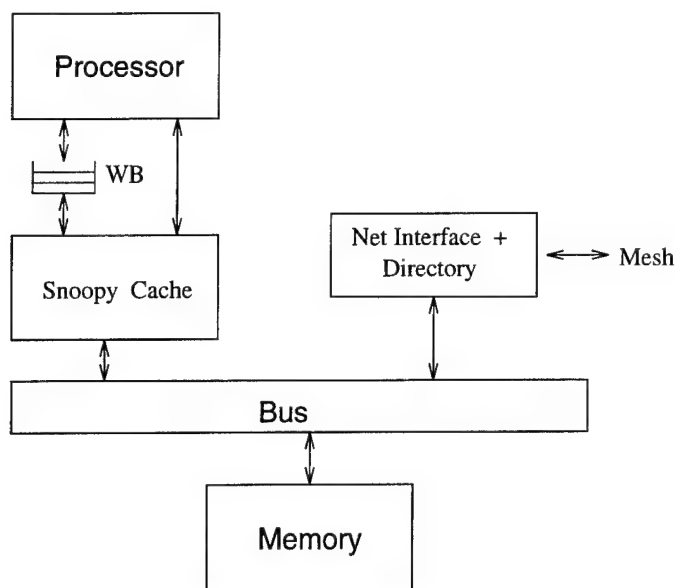 Processor
WB
Snoopy Cache
Net Interface +
Directory
Mesh
Bus
Memory